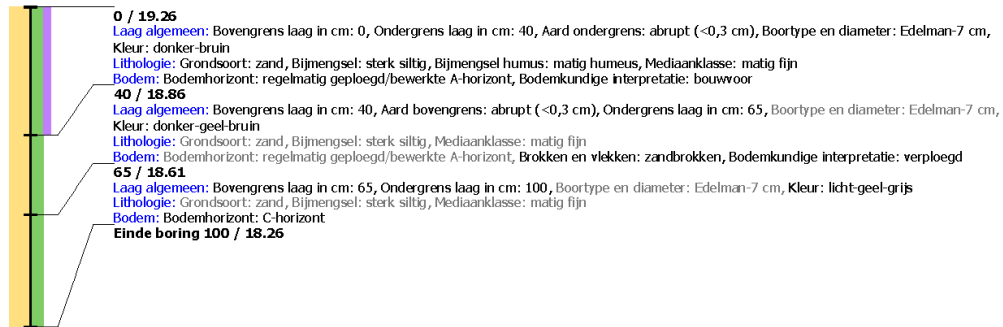 0 / 19.26
Laag algemeen: Bovengrens laag in cm: 0, Ondergrens laag in cm: 40, Aard ondergrens: abrupt (<0,3 cm), Boortype en diameter: Edelman-7 cm,
Kleur: donker-bruin
Lithologie: Grondsoort: zand, Bijmengsel: sterk siltig, Bijmengsel humus: matig humeus, Mediaanklasse: matig fijn
Bodem: Bodemhorizont: regelmatig geploegd/bewerkte A-horizont, Bodemkundige interpretatie: bouwvoor
40 / 18.86
Laag algemeen: Bovengrens laag in cm: 40, Aard bovengrens: abrupt (<0,3 cm), Ondergrens laag in cm: 65, Boortype en diameter: Edelman-7 cm,
Kleur: donker-geel-bruin
Lithologie: Grondsoort: zand, Bijmengsel: sterk siltig, Mediaanklasse: matig fijn
Bodem: Bodemhorizont: regelmatig geploegd/bewerkte A-horizont, Brokken en vlekken: zandbrokken, Bodemkundige interpretatie: verploegd
65 / 18.61
Laag algemeen: Bovengrens laag in cm: 65, Ondergrens laag in cm: 100, Boortype en diameter: Edelman-7 cm, Kleur: licht-geel-grijs
Lithologie: Grondsoort: zand, Bijmengsel: sterk siltig, Mediaanklasse: matig fijn
Bodem: Bodemhorizont: C-horizont
Einde boring 100 / 18.26